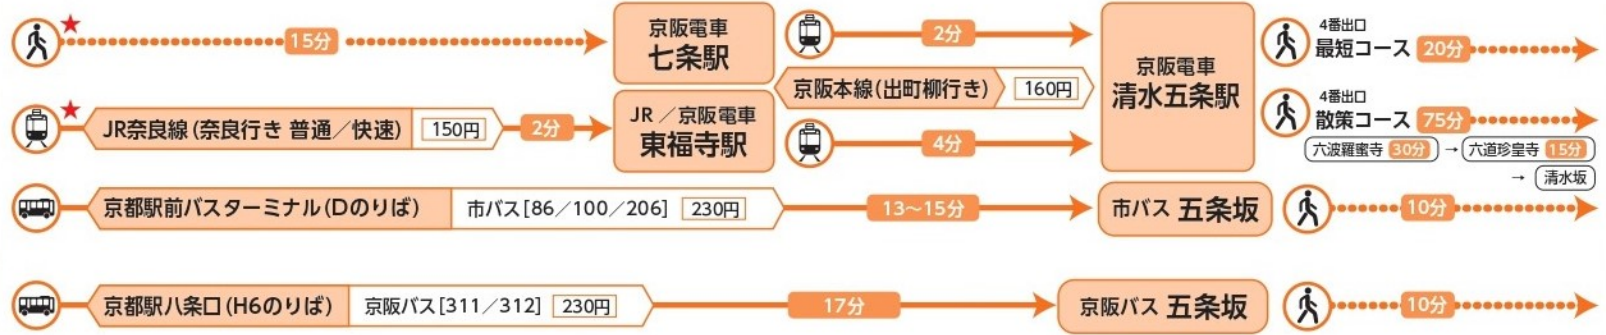 15分
京阪電車
七条駅
2分
4番出口
最短コース 20分
京阪本線(出町柳行き) 160円
京阪電車
清水五条駅
JR奈良線(奈良行き 普通／快速) 150円 2分
JR ／京阪電車
東福寺駅
4分
4番出口
散策コース 75分
六波羅蜜寺 30分 → 六道珍皇寺 15分
→ 清水坂
京都駅前バスターミナル(Dのりば) 市バス[86／100／206] 230円 13〜15分 市バス 五条坂 10分
京都駅八条口(H6のりば) 京阪バス[311／312] 230円 17分 京阪バス 五条坂 10分